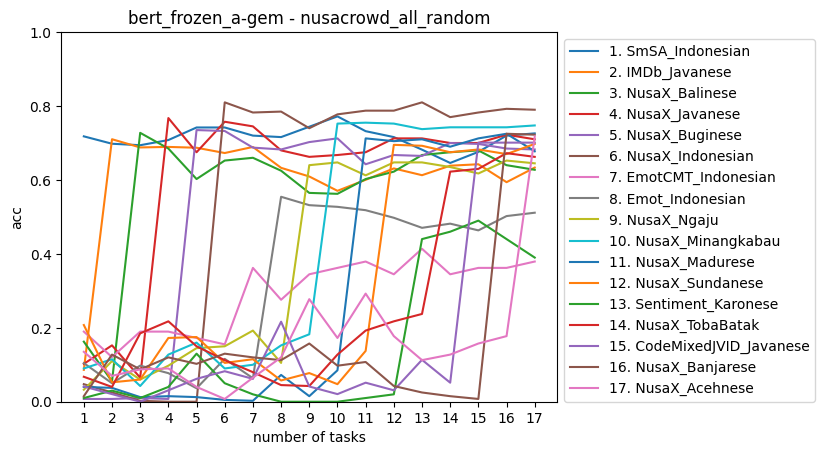 bert_frozen_a-gem - nusacrowd_all_random
1.0
0.8
0.6
0.4
0.2
0.0
acc
1 2 3 4 5 6 7 8 9 10 11 12 13 14 15 16 17
number of tasks
1. SmSA_Indonesian
2. IMDb_Javanese
3. NusaX_Balinese
4. NusaX_Javanese
5. NusaX_Buginese
6. NusaX_Indonesian
7. EmotCMT_Indonesian
8. Emot_Indonesian
9. NusaX_Ngaju
10. NusaX_Minangkabau
11. NusaX_Madurese
12. NusaX_Sundanese
13. Sentiment_Karonese
14. NusaX_TobaBatak
15. CodeMixedJVID_Javanese
16. NusaX_Banjarese
17. NusaX_Acehnese